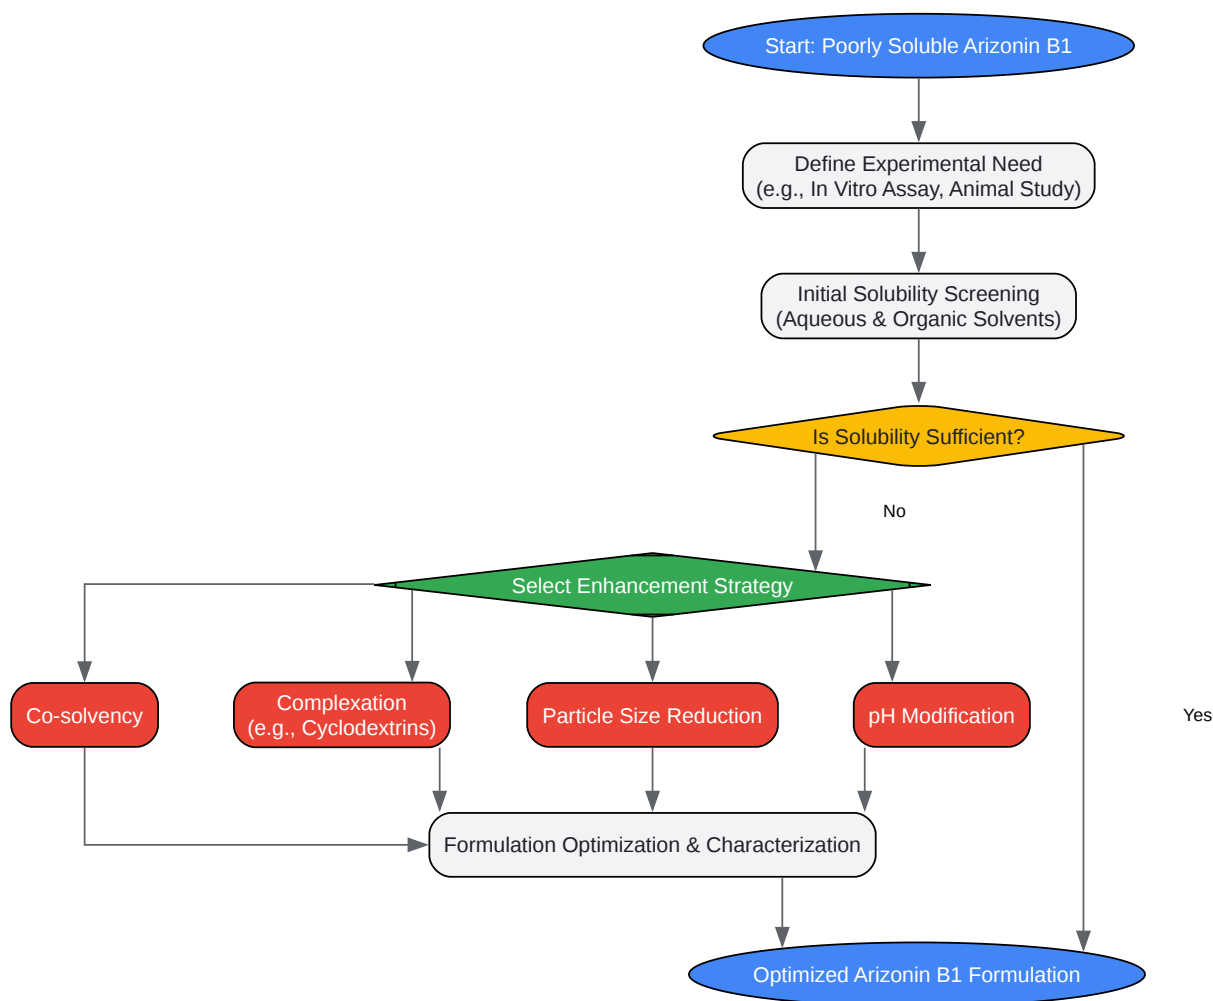 Start: Poorly Soluble Arizonin B1
Define Experimental Need
(e.g., In Vitro Assay, Animal Study)
Initial Solubility Screening
(Aqueous & Organic Solvents)
Is Solubility Sufficient?
No
Select Enhancement Strategy
Co-solvency
Complexation
(e.g., Cyclodextrins)
Particle Size Reduction
pH Modification
Yes
Formulation Optimization & Characterization
Optimized Arizonin B1 Formulation